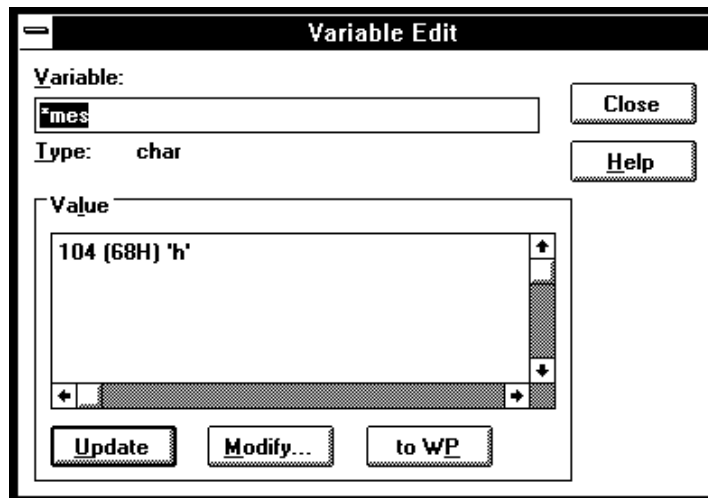 Variable Edit
Variable:
*mes
Close
Type: char
Help
Value
104 (68H) 'h'
Update
Modify...
to WP